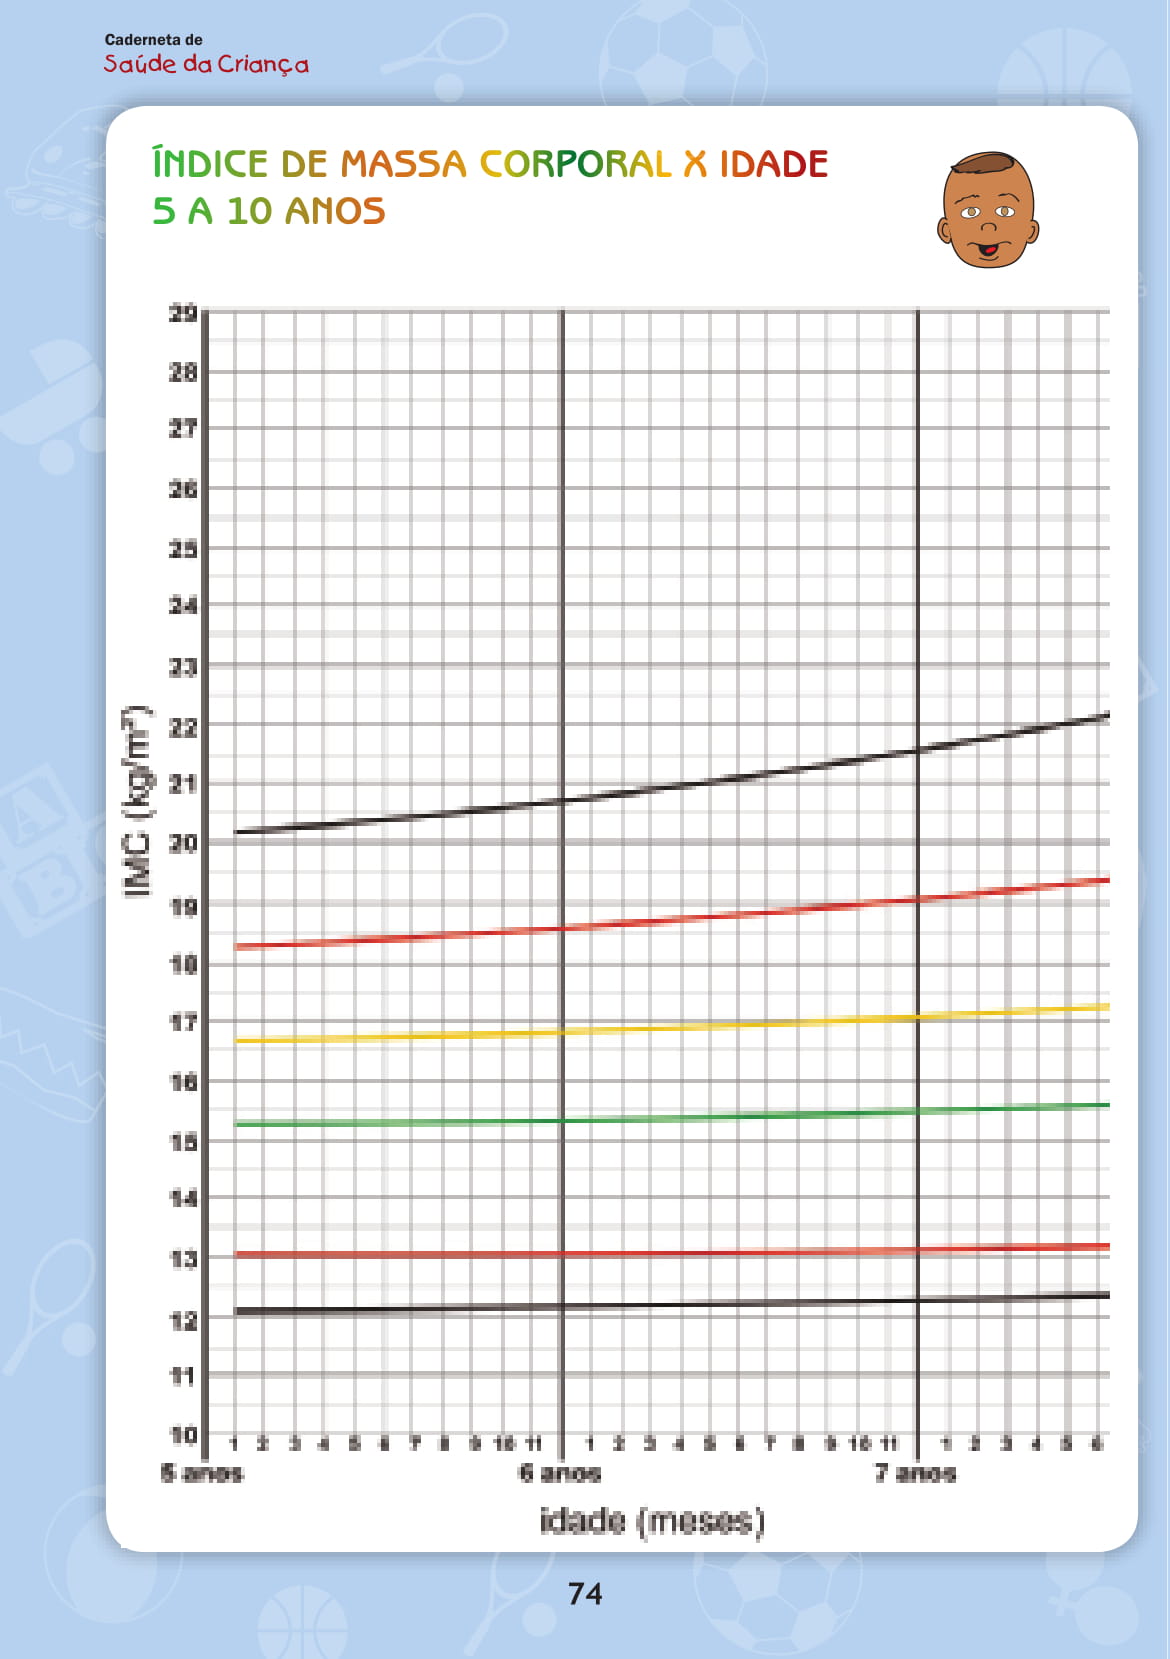 Caderneta de
Saúde da Criança
ÍNDICE DE MASSA CORPORAL X IDADE
5 A 10 ANOS
29
28
27
26
25
24
23
22
21
20
19
18
17
16
15
14
13
12
11
10
IMC (kg/m²)
1 2 3 4 5 6 7 8 9 10 11 1 2 3 4 5 6 7 8 9 10 11 1 2 3 4 5 6
5 anos 6 anos 7 anos
idade (meses)
74